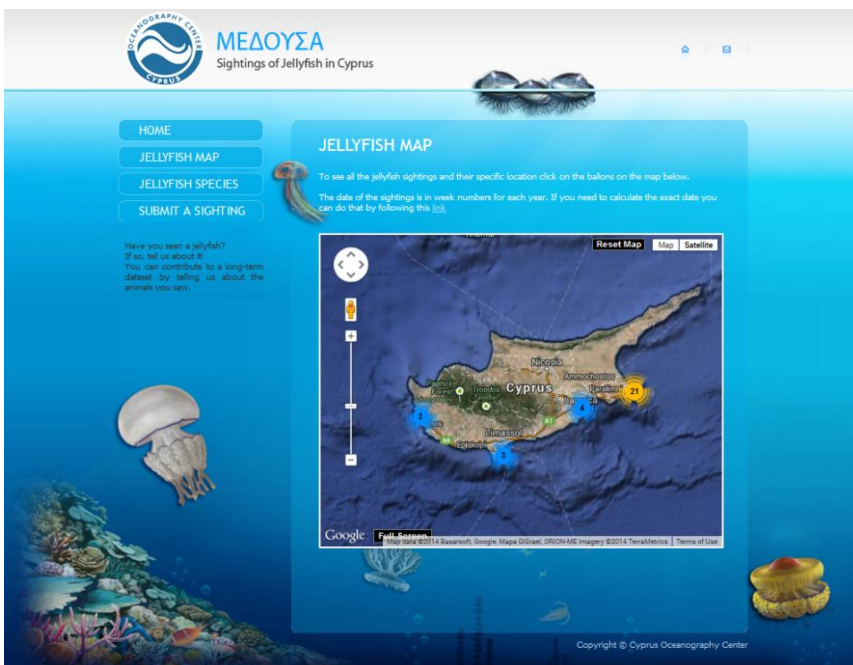 OCEANOGRAPHY CENTER
CYPRUS
ΜΕΔΟΥΣΑ
Sightings of Jellyfish in Cyprus
HOME
JELLYFISH MAP
JELLYFISH SPECIES
SUBMIT A SIGHTING
Have you seen a jellyfish?
If so, tell us about it!
You can contribute to a long-term
dataset by telling us about the
animals you saw.
JELLYFISH MAP
To see all the jellyfish sightings and their specific location click on the ballons on the map below.
The date of the sightings is in week numbers for each year. If you need to calculate the exact date you
can do that by following this link
Reset Map
Map
Satellite
Nicosia
Ammochostos
Paphos
Forest
Troodos
Cyprus
21
4
2
Limassol
A1
A6
Episkopi
3
Google
Full Screen
Map data ©2014 Basarsoft, Google, Mapa GISrael, ORION-ME Imagery ©2014 TerraMetrics
Terms of Use
Copyright © Cyprus Oceanography Center